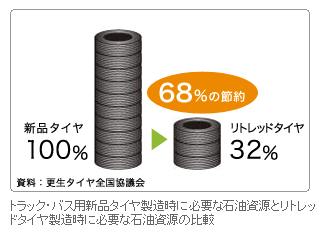 68%の節約
新品タイヤ
100%
リトレッドタイヤ
32%
資料：更生タイヤ全国協議会
トラック・バス用新品タイヤ製造時に必要な石油資源とリトレッ
ドタイヤ製造時に必要な石油資源の比較